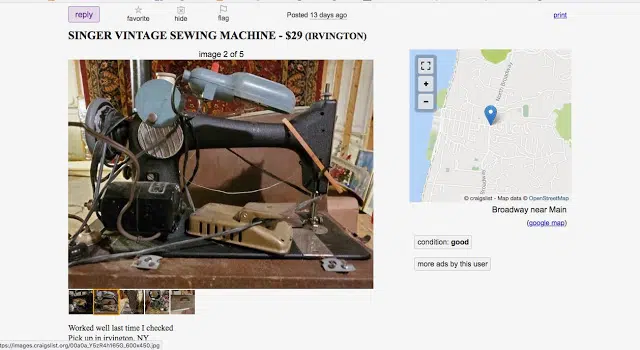 reply
favorite
hide
flag
Posted 13 days ago
print
SINGER VINTAGE SEWING MACHINE - $29 (IRVINGTON)
image 2 of 5
+
−
North Broadway
Broadway
© craigslist - Map data © OpenStreetMap
Broadway near Main
(google map)
condition: good
more ads by this user
Worked well last time I checked
Pick up in irvington, NY
https://images.craigslist.org/00a0a_Y5zR4h165G_600x450.jpg